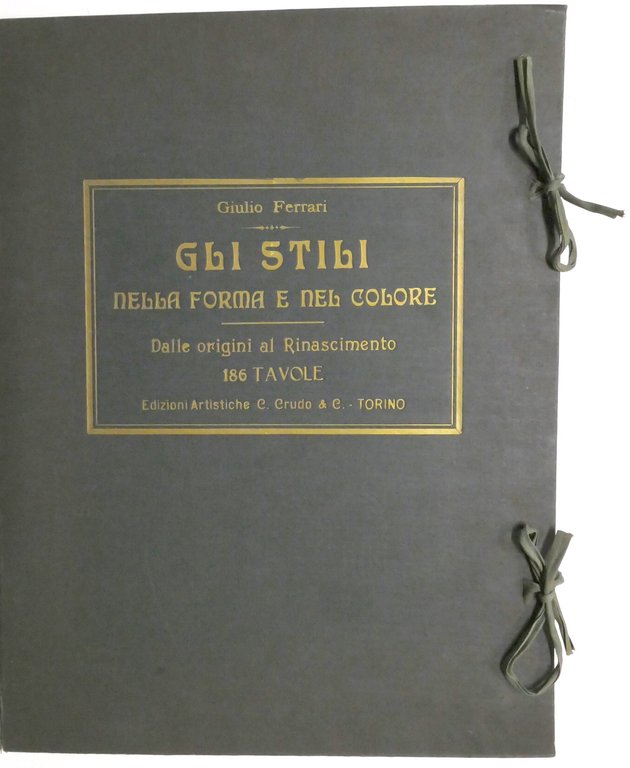 Giulio Ferrari
GLI STILI
NELLA FORMA E NEL COLORE
Dalle origini al Rinascimento
186 TAVOLE
Edizioni Artistiche C. Crudo & C. - TORINO